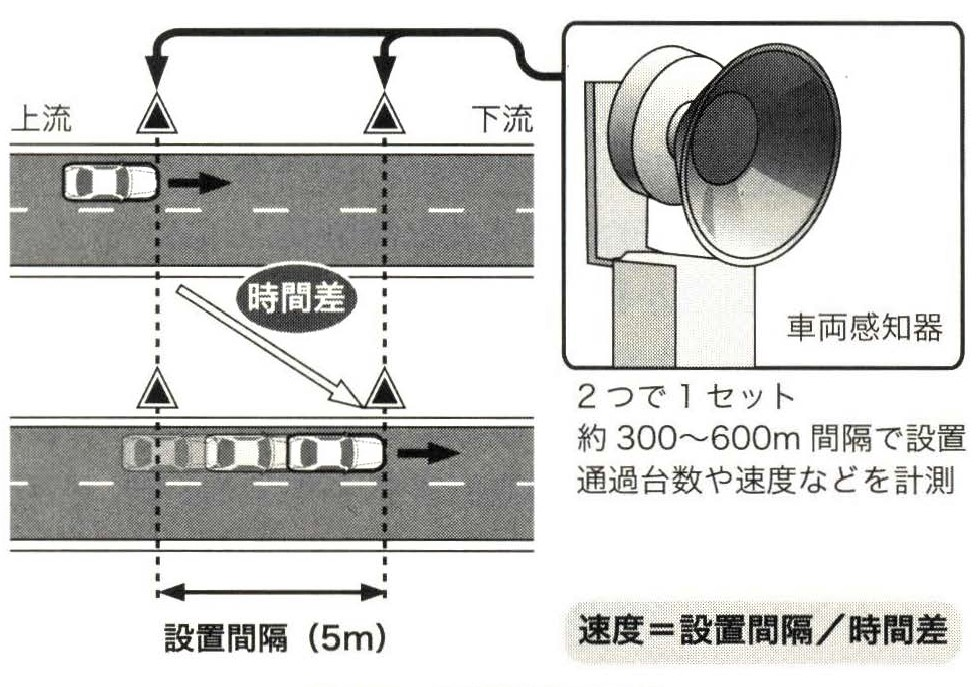 上流
下流
時間差
車両感知器
2つで1セット
約300〜600m間隔で設置
通過台数や速度などを計測
設置間隔（5m）
速度＝設置間隔／時間差